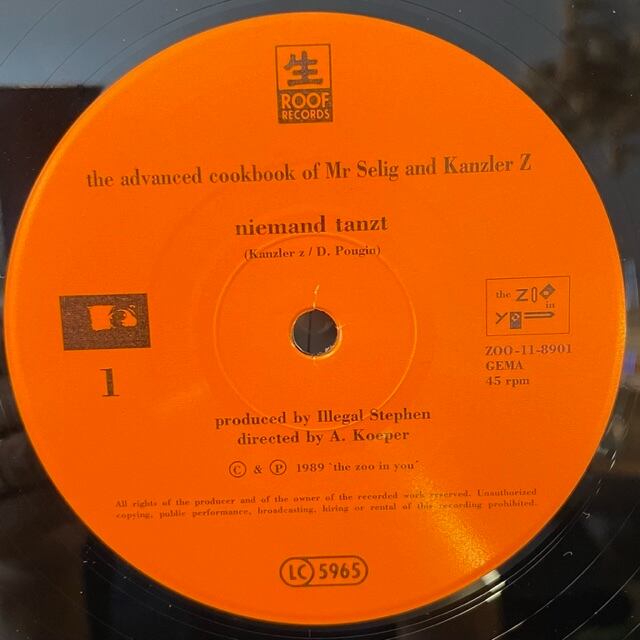 生
ROOF
RECORDS
the advanced cookbook of Mr Selig and Kanzler Z
niemand tanzt
(Kanzler z / D. Pougin)
the ZOO
in
YOU
1
ZOO-11-8901
GEMA
45 rpm
produced by Illegal Stephen
directed by A. Koeper
© & ℗ 1989 ´the zoo in you´
All rights of the producer and of the owner of the recorded work reserved. Unauthorized
copying, public performance, broadcasting, hiring or rental of this recording prohibited.
LC 5965